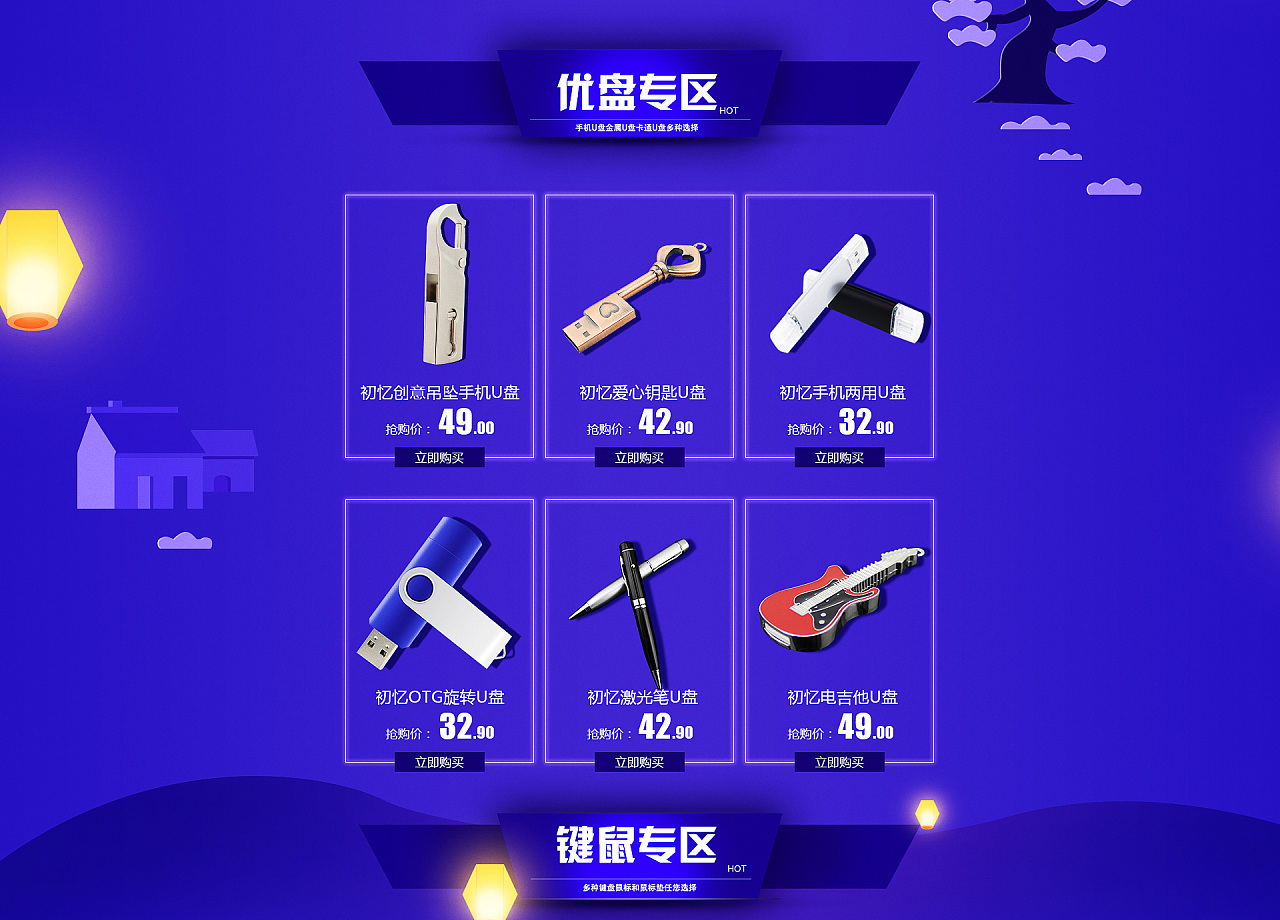 优盘专区
HOT
手机U盘金属U盘卡通U盘多种选择
初忆创意吊坠手机U盘
抢购价： 49.00
立即购买
初忆爱心钥匙U盘
抢购价： 42.90
立即购买
初忆手机两用U盘
抢购价： 32.90
立即购买
初忆OTG旋转U盘
抢购价： 32.90
立即购买
初忆激光笔U盘
抢购价： 42.90
立即购买
初忆电吉他U盘
抢购价： 49.00
立即购买
键鼠专区
HOT
多种键盘鼠标和鼠标垫任您选择